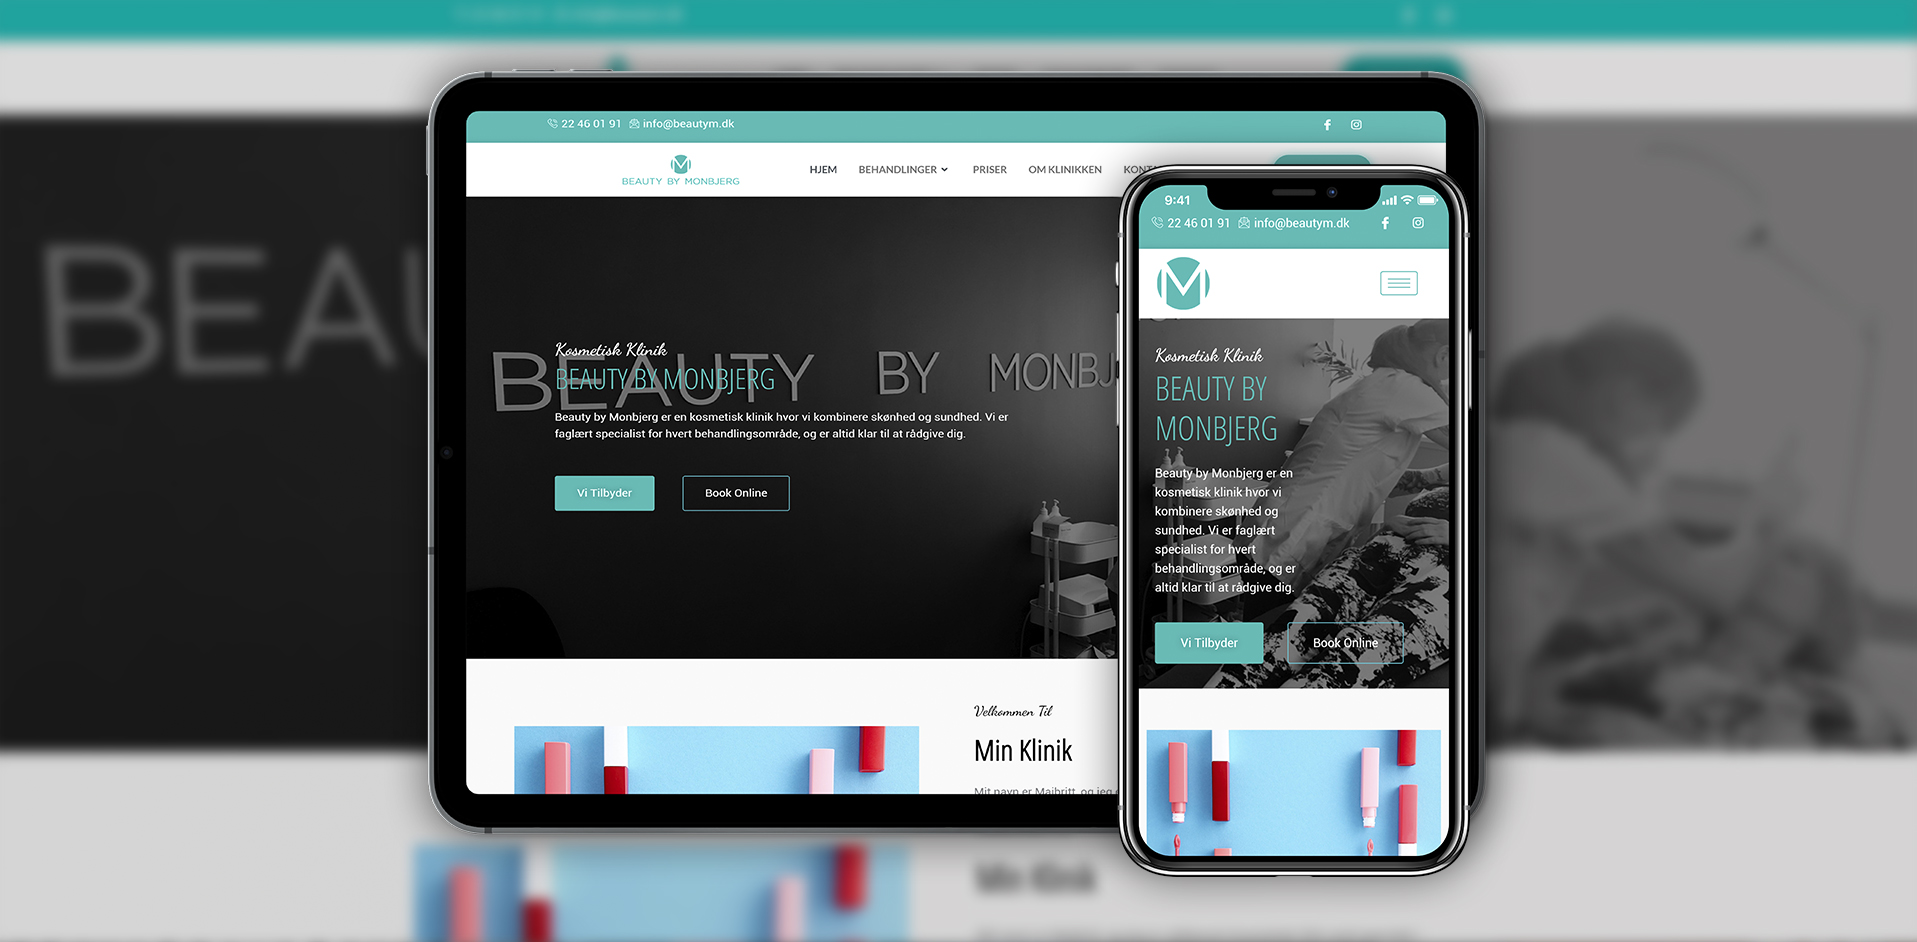 22 46 01 91 info@beautym.dk
BEAUTY BY MONBJERG
HJEM BEHANDLINGER PRISER OM KLINIKKEN
BEAUTY BY
Kosmetisk Klinik
BEAUTY BY MONBJERG
Beauty by Monbjerg er en kosmetisk klinik hvor vi kombinere skønhed og sundhed. Vi er
faglært specialist for hvert behandlingsområde, og er altid klar til at rådgive dig.
Vi Tilbyder Book Online
Velkommen Til
Min Klinik
Mit navn er Maibritt, og jeg
9:41
22 46 01 91 info@beautym.dk
M
Kosmetisk Klinik
BEAUTY BY
MONBJERG
Beauty by Monbjerg er en
kosmetisk klinik hvor vi
kombinere skønhed og
sundhed. Vi er faglært
specialist for hvert
behandlingsområde, og er
altid klar til at rådgive dig.
Vi Tilbyder Book Online